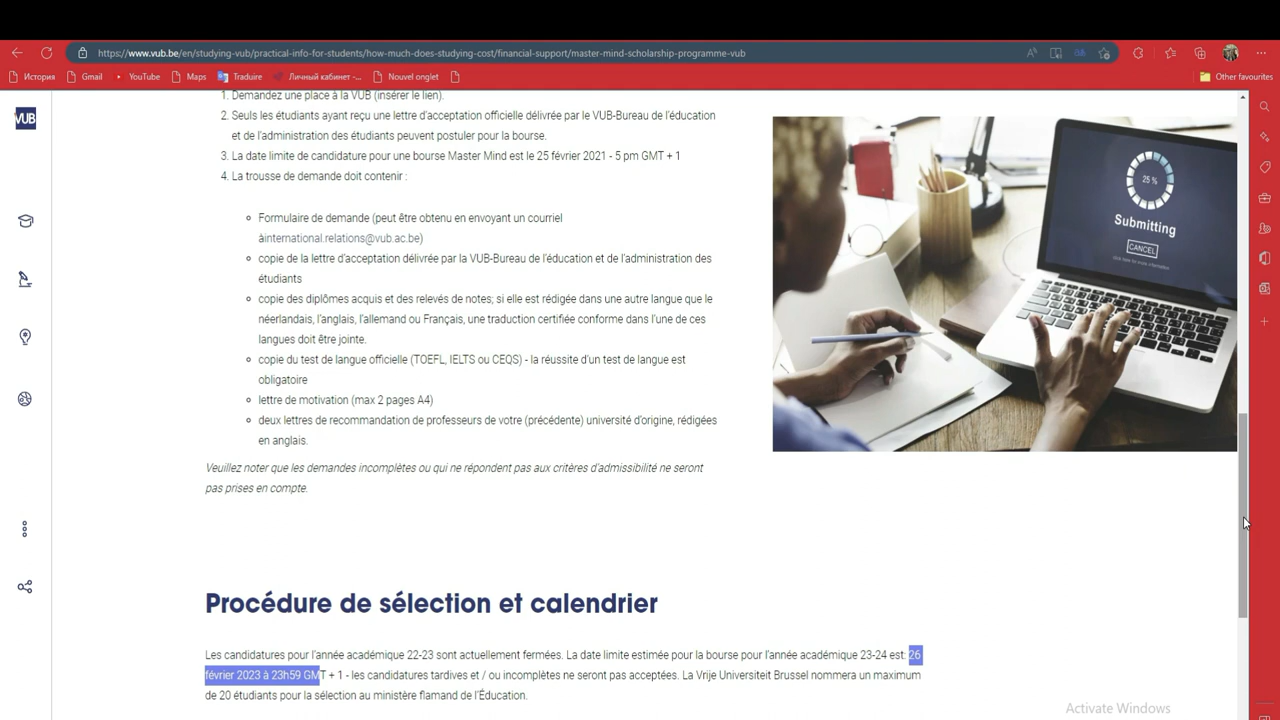 https://www.vub.be/en/studying-vub/practical-info-for-students/how-much-does-studying-cost/financial-support/master-mind-scholarship-programme-vub
История Gmail YouTube Maps Traduire Личный кабинет -... Nouvel onglet Other favourites
VUB
1. Demandez une place à la VUB (insérer le lien).
2. Seuls les étudiants ayant reçu une lettre d'acceptation officielle délivrée par le VUB-Bureau de l'éducation
et de l'administration des étudiants peuvent postuler pour la bourse.
3. La date limite de candidature pour une bourse Master Mind est le 25 février 2021 - 5 pm GMT + 1
4. La trousse de demande doit contenir :
Formulaire de demande (peut être obtenu en envoyant un courriel
àinternational.relations@vub.ac.be)
copie de la lettre d'acceptation délivrée par la VUB-Bureau de l'éducation et de l'administration des
étudiants
copie des diplômes acquis et des relevés de notes; si elle est rédigée dans une autre langue que le
néerlandais, l'anglais, l'allemand ou Français, une traduction certifiée conforme dans l'une de ces
langues doit être jointe.
copie du test de langue officielle (TOEFL, IELTS ou CEQS) - la réussite d'un test de langue est
obligatoire
lettre de motivation (max 2 pages A4)
deux lettres de recommandation de professeurs de votre (précédente) université d'origine, rédigées
en anglais.
Veuillez noter que les demandes incomplètes ou qui ne répondent pas aux critères d'admissibilité ne seront
pas prises en compte.
25 %
Submitting
CANCEL
Procédure de sélection et calendrier
Les candidatures pour l'année académique 22-23 sont actuellement fermées. La date limite estimée pour la bourse pour l'année académique 23-24 est: 26
février 2023 à 23h59 GMT + 1 - les candidatures tardives et / ou incomplètes ne seront pas acceptées. La Vrije Universiteit Brussel nommera un maximum
de 20 étudiants pour la sélection au ministère flamand de l'Éducation.
Activate Windows